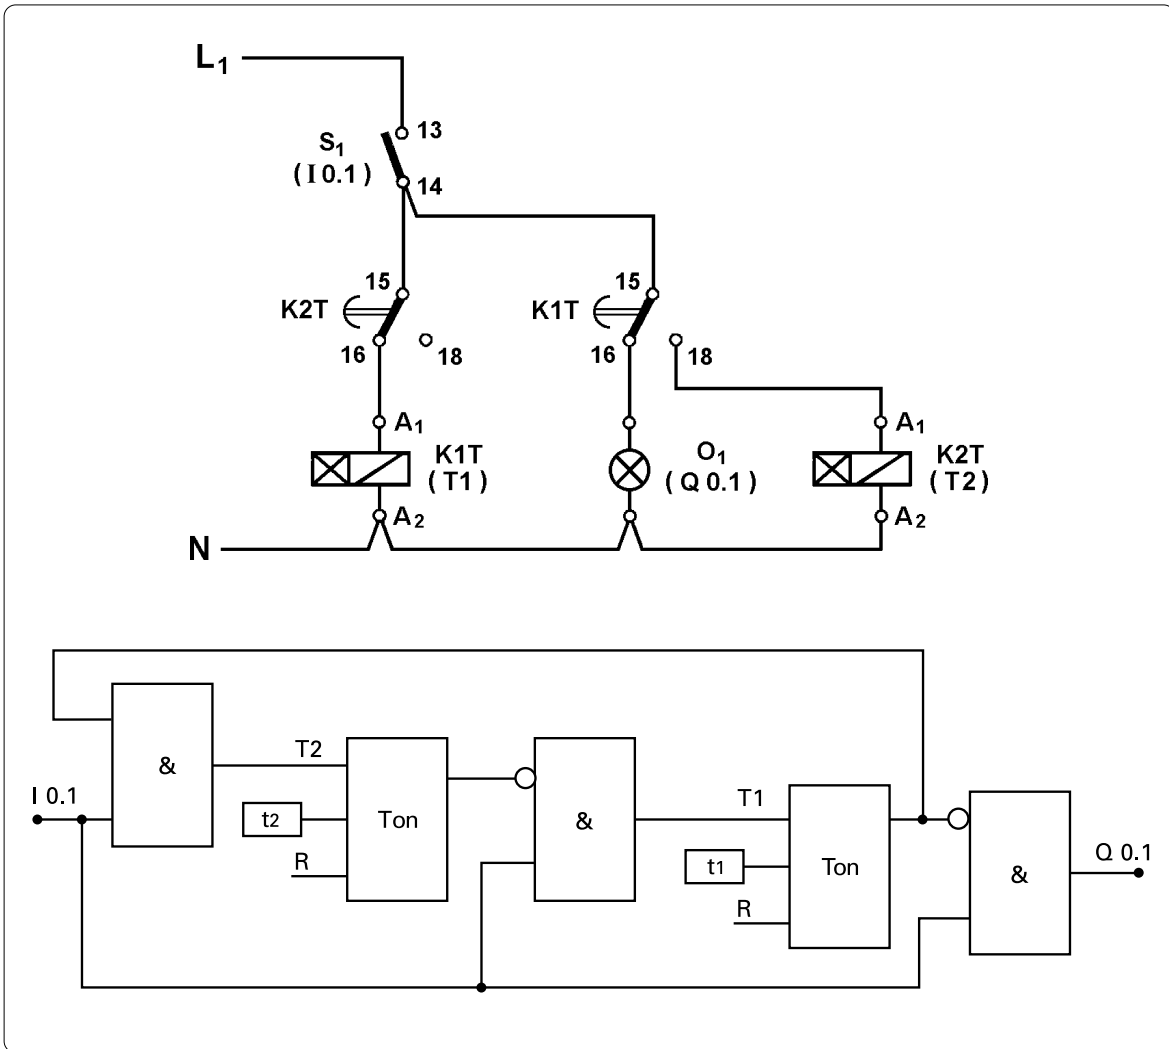 L1
13
S1
( I 0.1 )
14
15
15
K2T
K1T
16
18
16
18
A1
A1
K1T
( T1 )
O1
( Q 0.1 )
K2T
( T2 )
A2
A2
N
&
T2
I 0.1
t2
Ton
R
&
T1
t1
Ton
R
&
Q 0.1